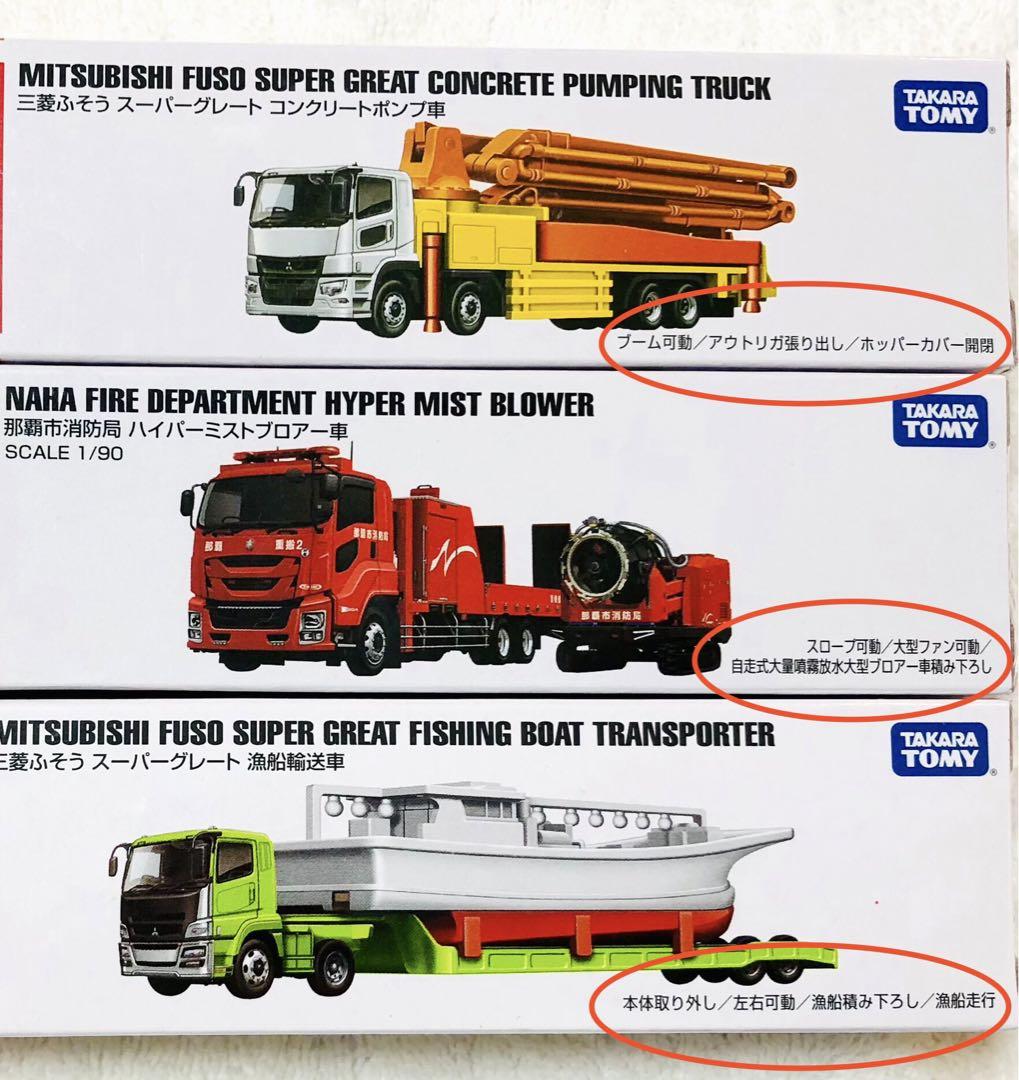 MITSUBISHI FUSO SUPER GREAT CONCRETE PUMPING TRUCK
三菱ふそう スーパーグレート コンクリートポンプ車
TAKARA
TOMY
ブーム可動/アウトリガ張り出し/ホッパーカバー開閉
NAHA FIRE DEPARTMENT HYPER MIST BLOWER
那覇市消防局 ハイパーミストブロアー車
SCALE 1/90
TAKARA
TOMY
那覇 重搬2
那覇市消防局
那覇市消防局
スロープ可動/大型ファン可動/
自走式大量噴霧放水大型ブロアー車積み下ろし
MITSUBISHI FUSO SUPER GREAT FISHING BOAT TRANSPORTER
三菱ふそう スーパーグレート 漁船輸送車
TAKARA
TOMY
本体取り外し/左右可動/漁船積み下ろし/漁船走行